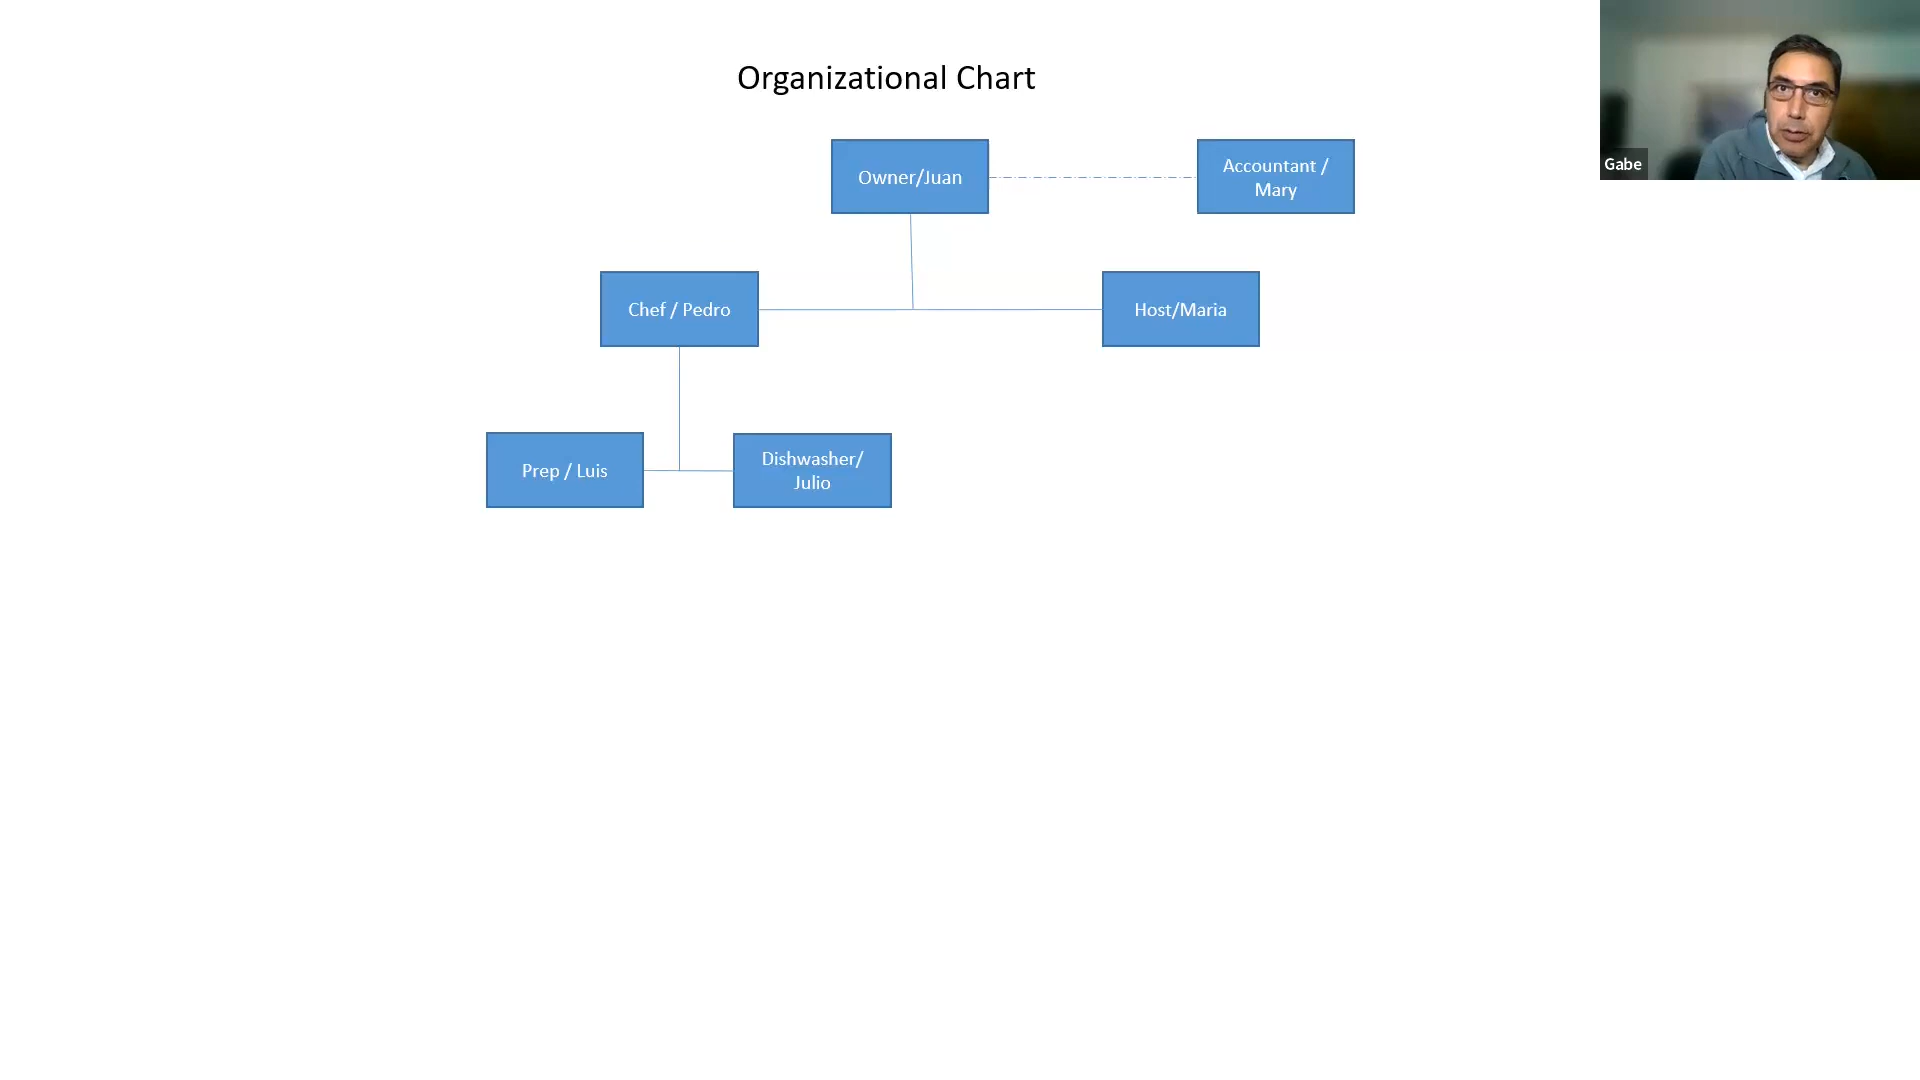 Organizational Chart
Owner/Juan
Accountant /
Mary
Gabe
Chef / Pedro
Host/Maria
Prep / Luis
Dishwasher/
Julio